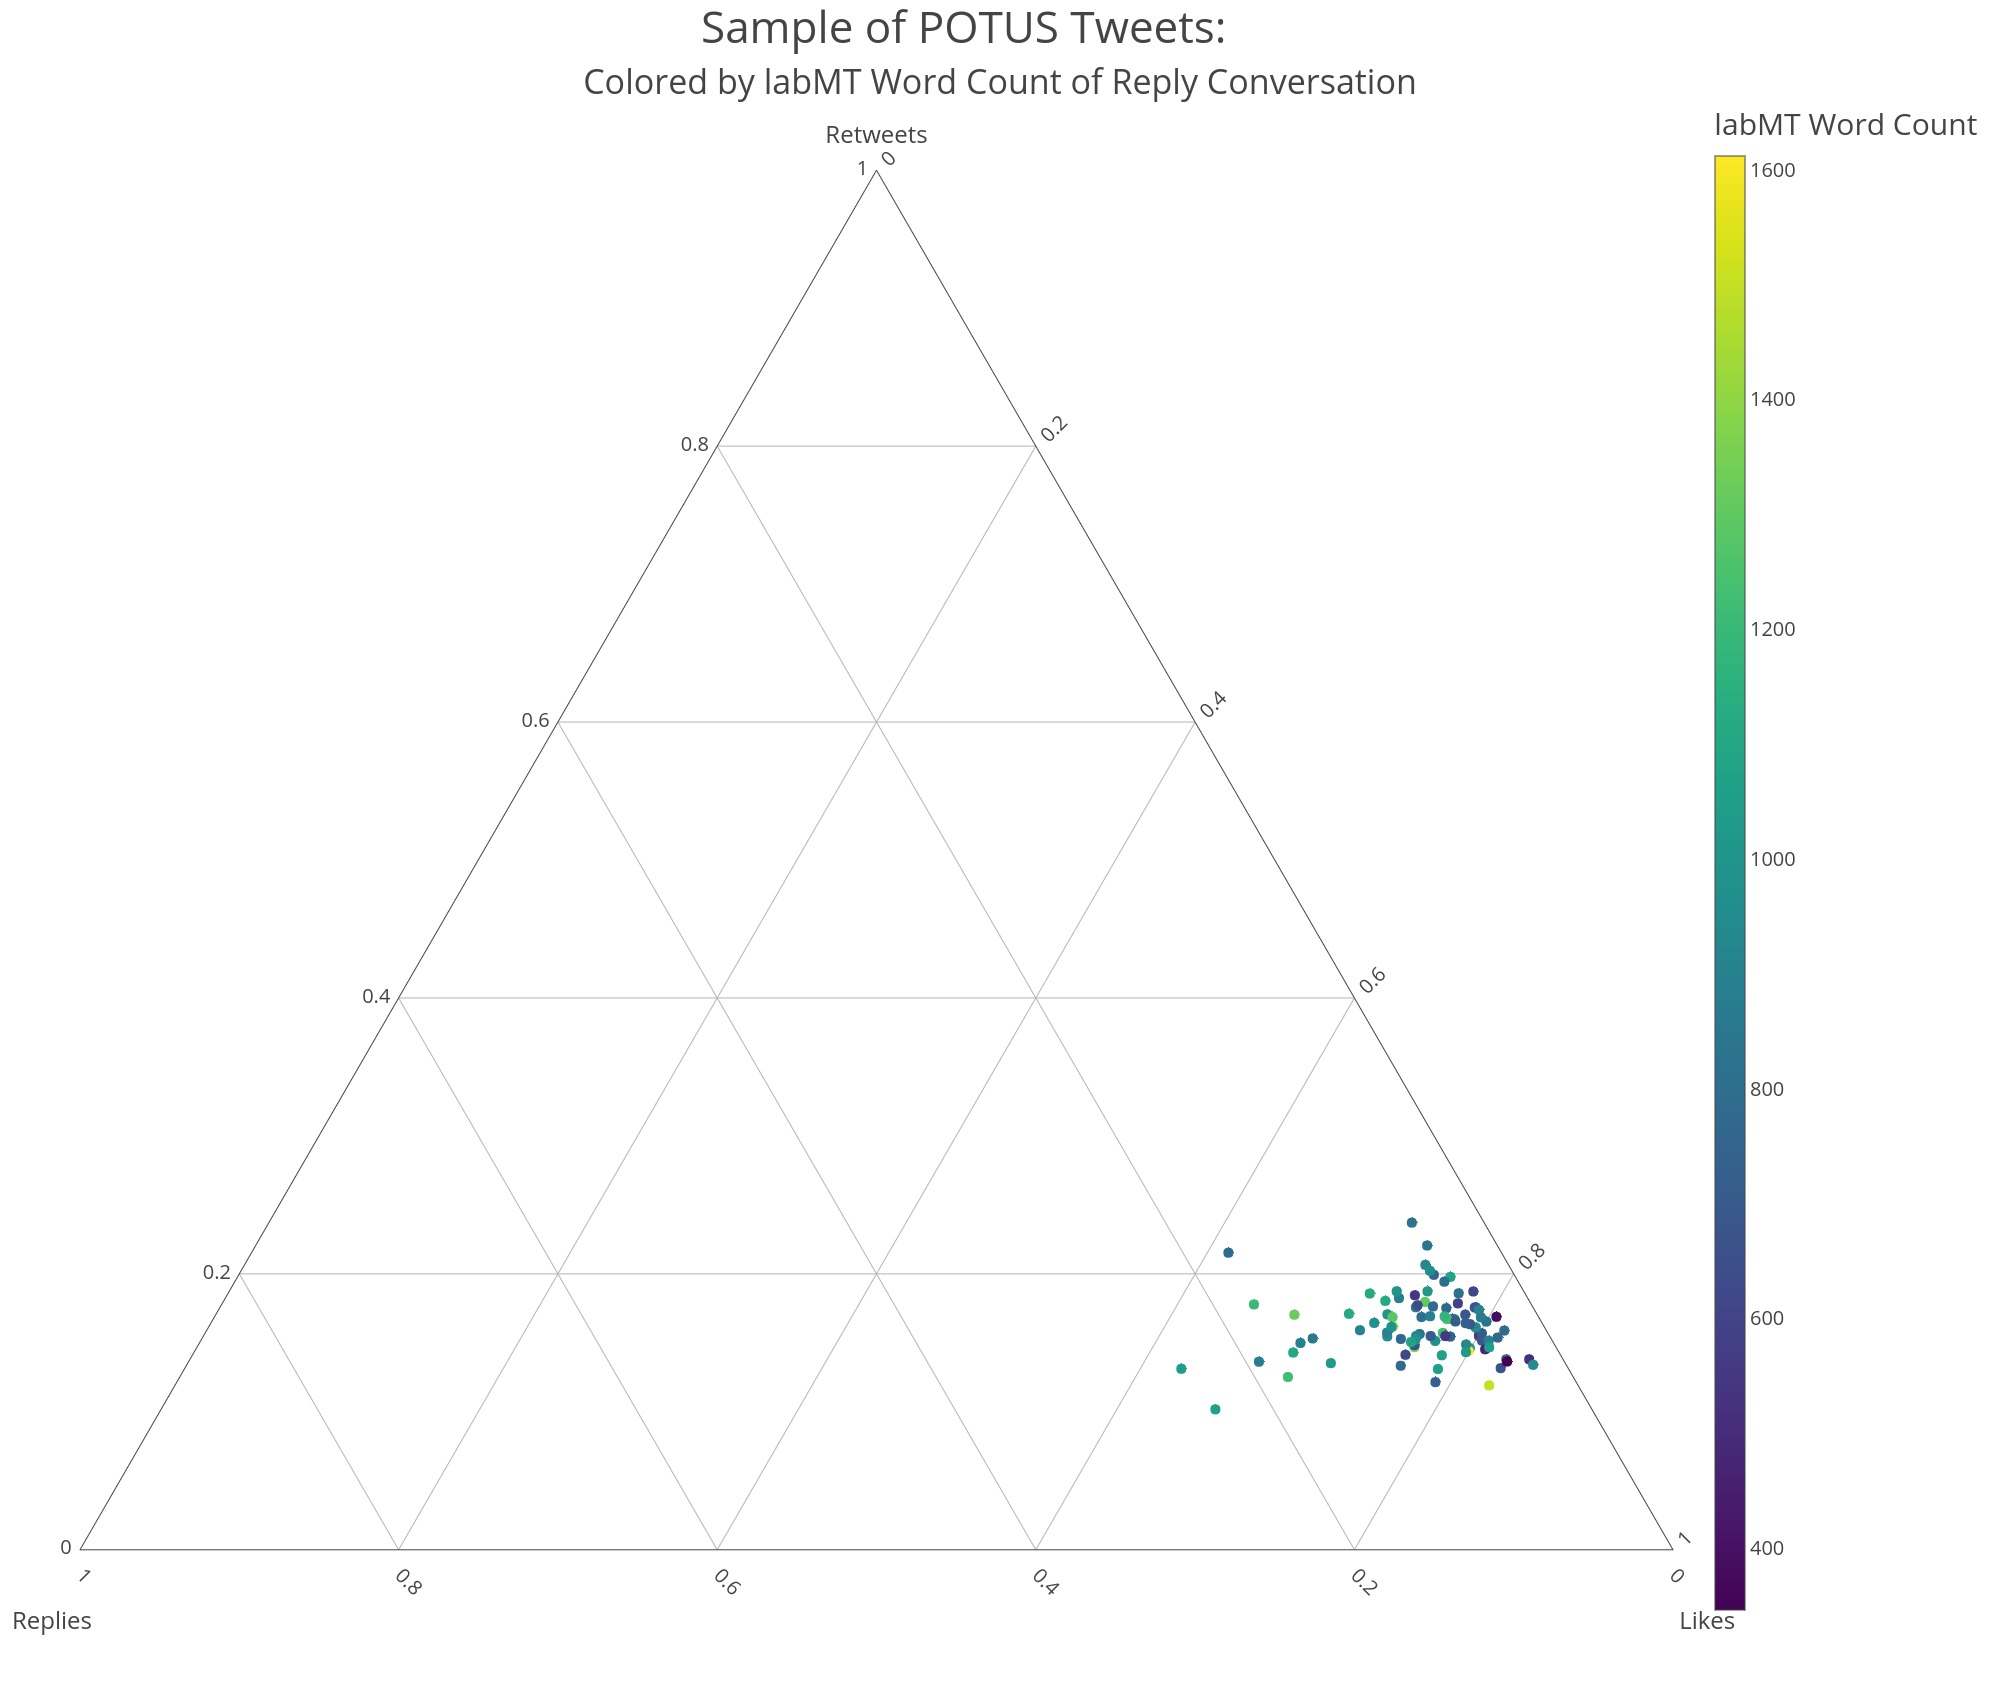 Sample of POTUS Tweets:
Colored by labMT Word Count of Reply Conversation
labMT Word Count
Retweets
1 0
1600
0.8 0.2
1400
0.6 0.4
1200
0.4 0.6
1000
800
0.2 0.8
600
0 1
400
1 0.8 0.6 0.4 0.2 0
Replies Likes